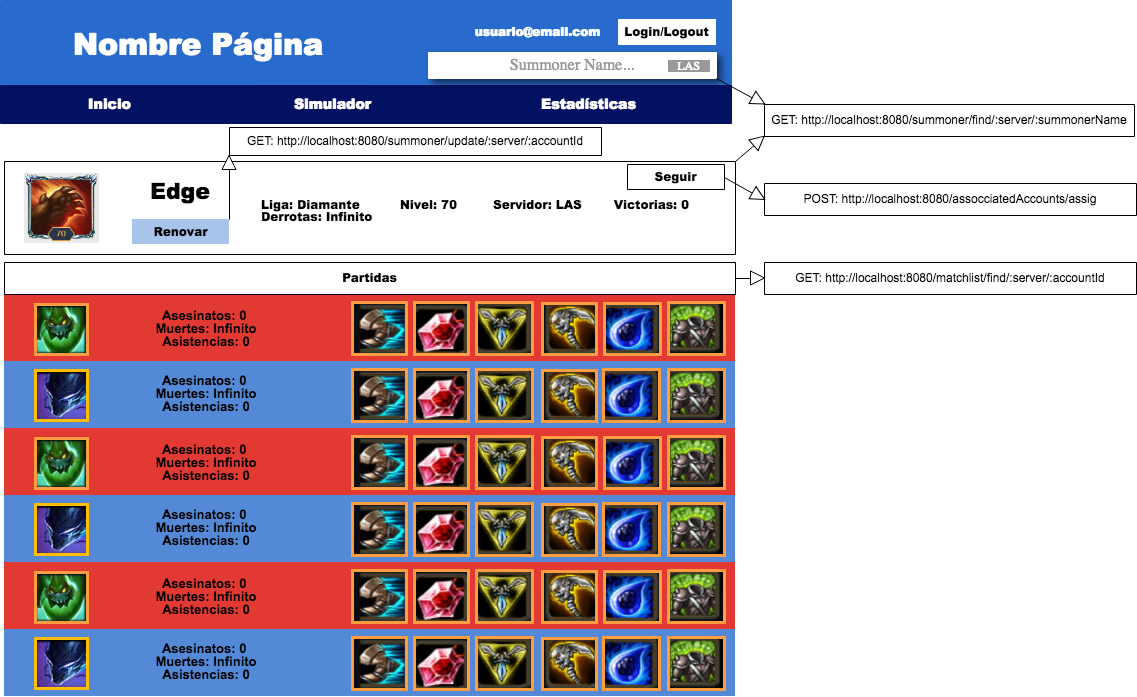 Nombre Página
usuario@email.com
Login/Logout
Summoner Name...
LAS
Inicio
Simulador
Estadísticas
GET: http://localhost:8080/summoner/find/:server/:summonerName
GET: http://localhost:8080/summoner/update/:server/:accountId
Edge
Renovar
70
Seguir
Liga: Diamante
Nivel: 70
Servidor: LAS
Victorias: 0
Derrotas: Infinito
POST: http://localhost:8080/assocciatedAccounts/assig
Partidas
GET: http://localhost:8080/matchlist/find/:server/:accountId
Asesinatos: 0
Muertes: Infinito
Asistencias: 0
Asesinatos: 0
Muertes: Infinito
Asistencias: 0
Asesinatos: 0
Muertes: Infinito
Asistencias: 0
Asesinatos: 0
Muertes: Infinito
Asistencias: 0
Asesinatos: 0
Muertes: Infinito
Asistencias: 0
Asesinatos: 0
Muertes: Infinito
Asistencias: 0